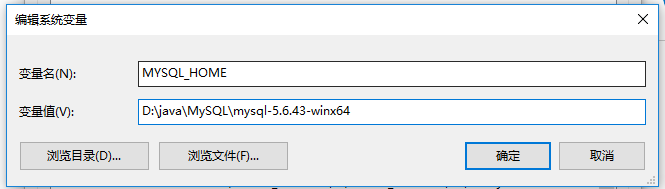 编辑系统变量
变量名(N):
MYSQL_HOME
变量值(V):
D:\java\MySQL\mysql-5.6.43-winx64
浏览目录(D)...
浏览文件(F)...
确定
取消